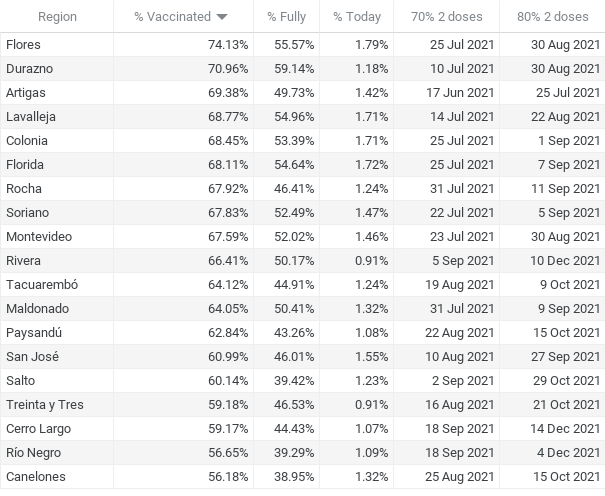 Region % Vaccinated % Fully % Today 70% 2 doses 80% 2 doses
Flores 74.13% 55.57% 1.79% 25 Jul 2021 30 Aug 2021
Durazno 70.96% 59.14% 1.18% 10 Jul 2021 30 Aug 2021
Artigas 69.38% 49.73% 1.42% 17 Jun 2021 25 Jul 2021
Lavalleja 68.77% 54.96% 1.71% 14 Jul 2021 22 Aug 2021
Colonia 68.45% 53.39% 1.71% 25 Jul 2021 1 Sep 2021
Florida 68.11% 54.64% 1.72% 25 Jul 2021 7 Sep 2021
Rocha 67.92% 46.41% 1.24% 31 Jul 2021 11 Sep 2021
Soriano 67.83% 52.49% 1.47% 22 Jul 2021 5 Sep 2021
Montevideo 67.59% 52.02% 1.46% 23 Jul 2021 30 Aug 2021
Rivera 66.41% 50.17% 0.91% 5 Sep 2021 10 Dec 2021
Tacuarembó 64.12% 44.91% 1.24% 19 Aug 2021 9 Oct 2021
Maldonado 64.05% 50.41% 1.32% 31 Jul 2021 9 Sep 2021
Paysandú 62.84% 43.26% 1.08% 22 Aug 2021 15 Oct 2021
San José 60.99% 46.01% 1.55% 10 Aug 2021 27 Sep 2021
Salto 60.14% 39.42% 1.23% 2 Sep 2021 29 Oct 2021
Treinta y Tres 59.18% 46.53% 0.91% 16 Aug 2021 21 Oct 2021
Cerro Largo 59.17% 44.43% 1.07% 18 Sep 2021 14 Dec 2021
Río Negro 56.65% 39.29% 1.09% 18 Sep 2021 4 Dec 2021
Canelones 56.18% 38.95% 1.32% 25 Aug 2021 15 Oct 2021